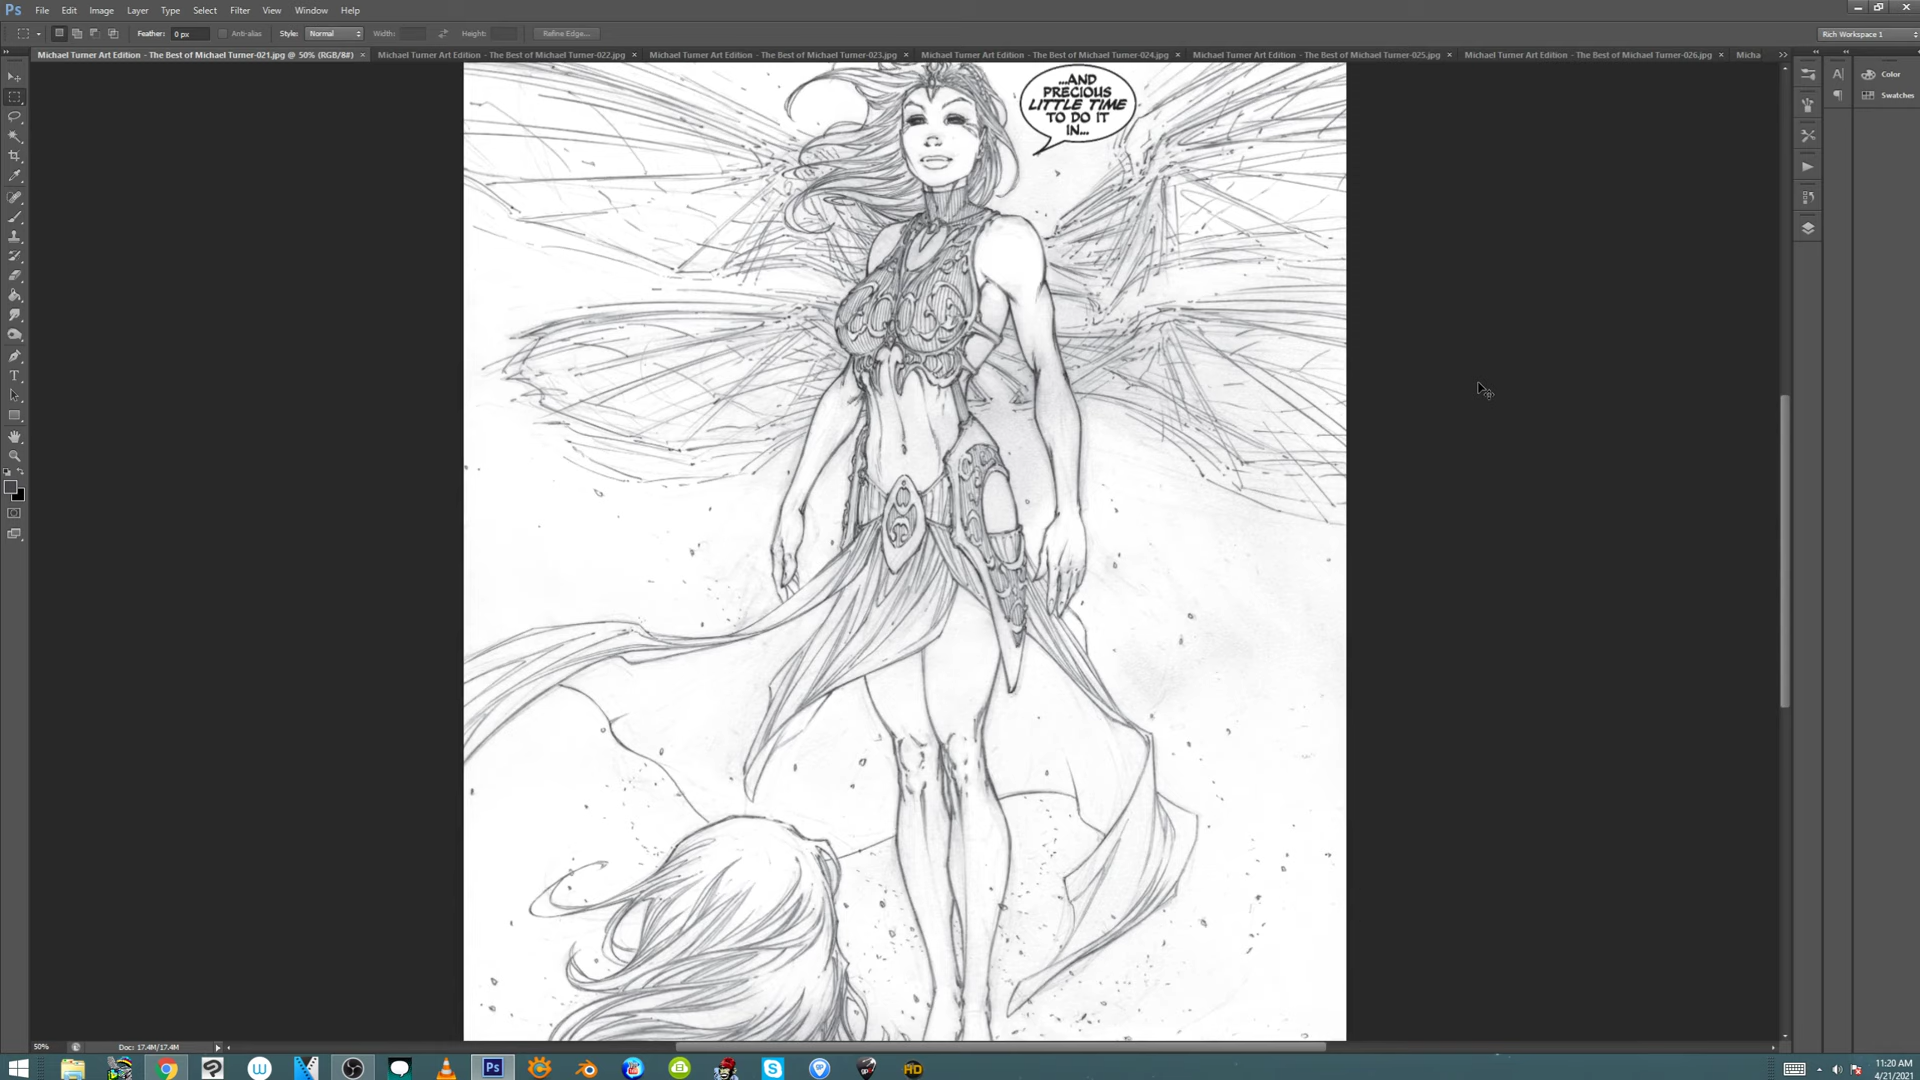 Ps File Edit Image Layer Type Select Filter View Window Help
Feather: 0 px Anti-alias Style: Normal Width: Height: Refine Edge... Rich Workspace 1
Michael Turner Art Edition - The Best of Michael Turner-021.jpg @ 50% (RGB/8#) × Michael Turner Art Edition - The Best of Michael Turner-022.jpg × Michael Turner Art Edition - The Best of Michael Turner-023.jpg × Michael Turner Art Edition - The Best of Michael Turner-024.jpg × Michael Turner Art Edition - The Best of Michael Turner-025.jpg × Michael Turner Art Edition - The Best of Michael Turner-026.jpg × Micha
Color
Swatches
...AND
PRECIOUS
LITTLE TIME
TO DO IT
IN...
50% Doc: 17.4M/17.4M
11:20 AM
4/21/2021